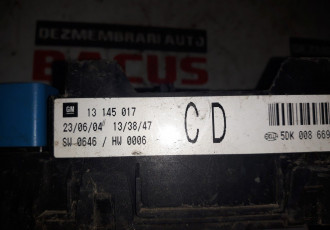 DEZMEMBRARI AUTO
BACUS
GM 13 145 017
23/06/04 13/38/47
SW 0646 / HW 0006
CD
5DK 008 669